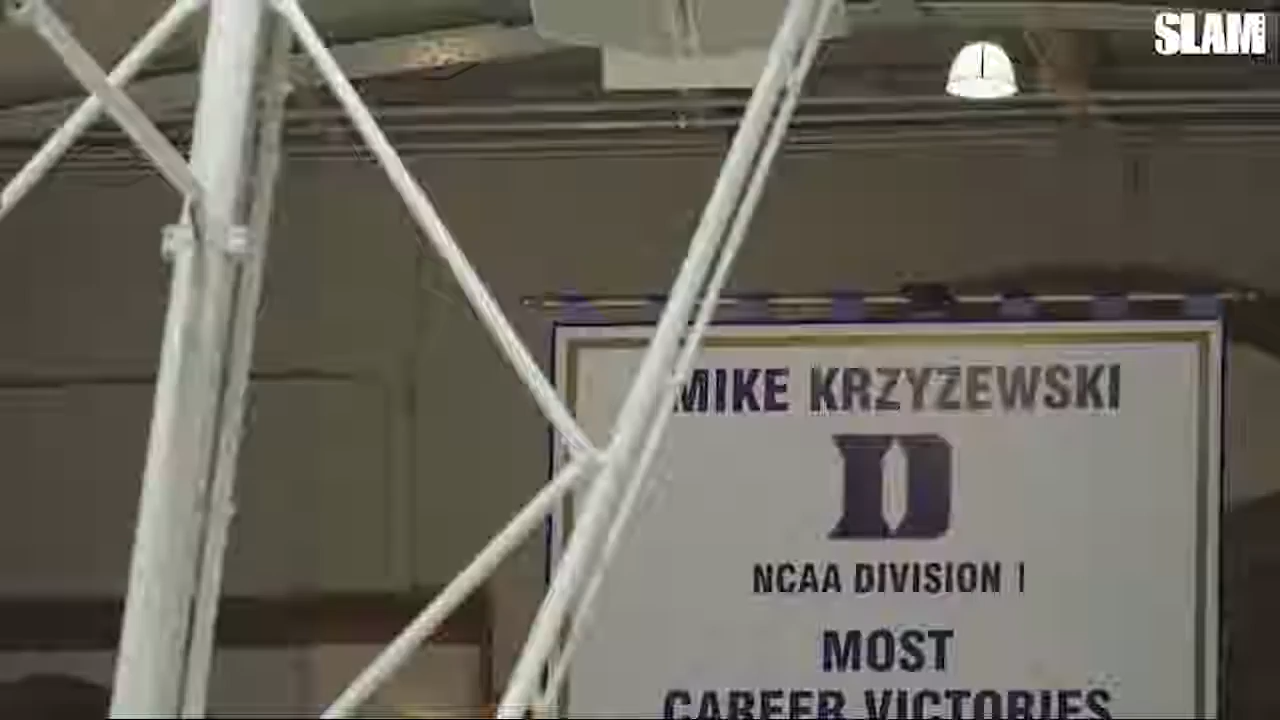 SLAM
MIKE KRZYZEWSKI
D
NCAA DIVISION I
MOST
CAREER VICTORIES